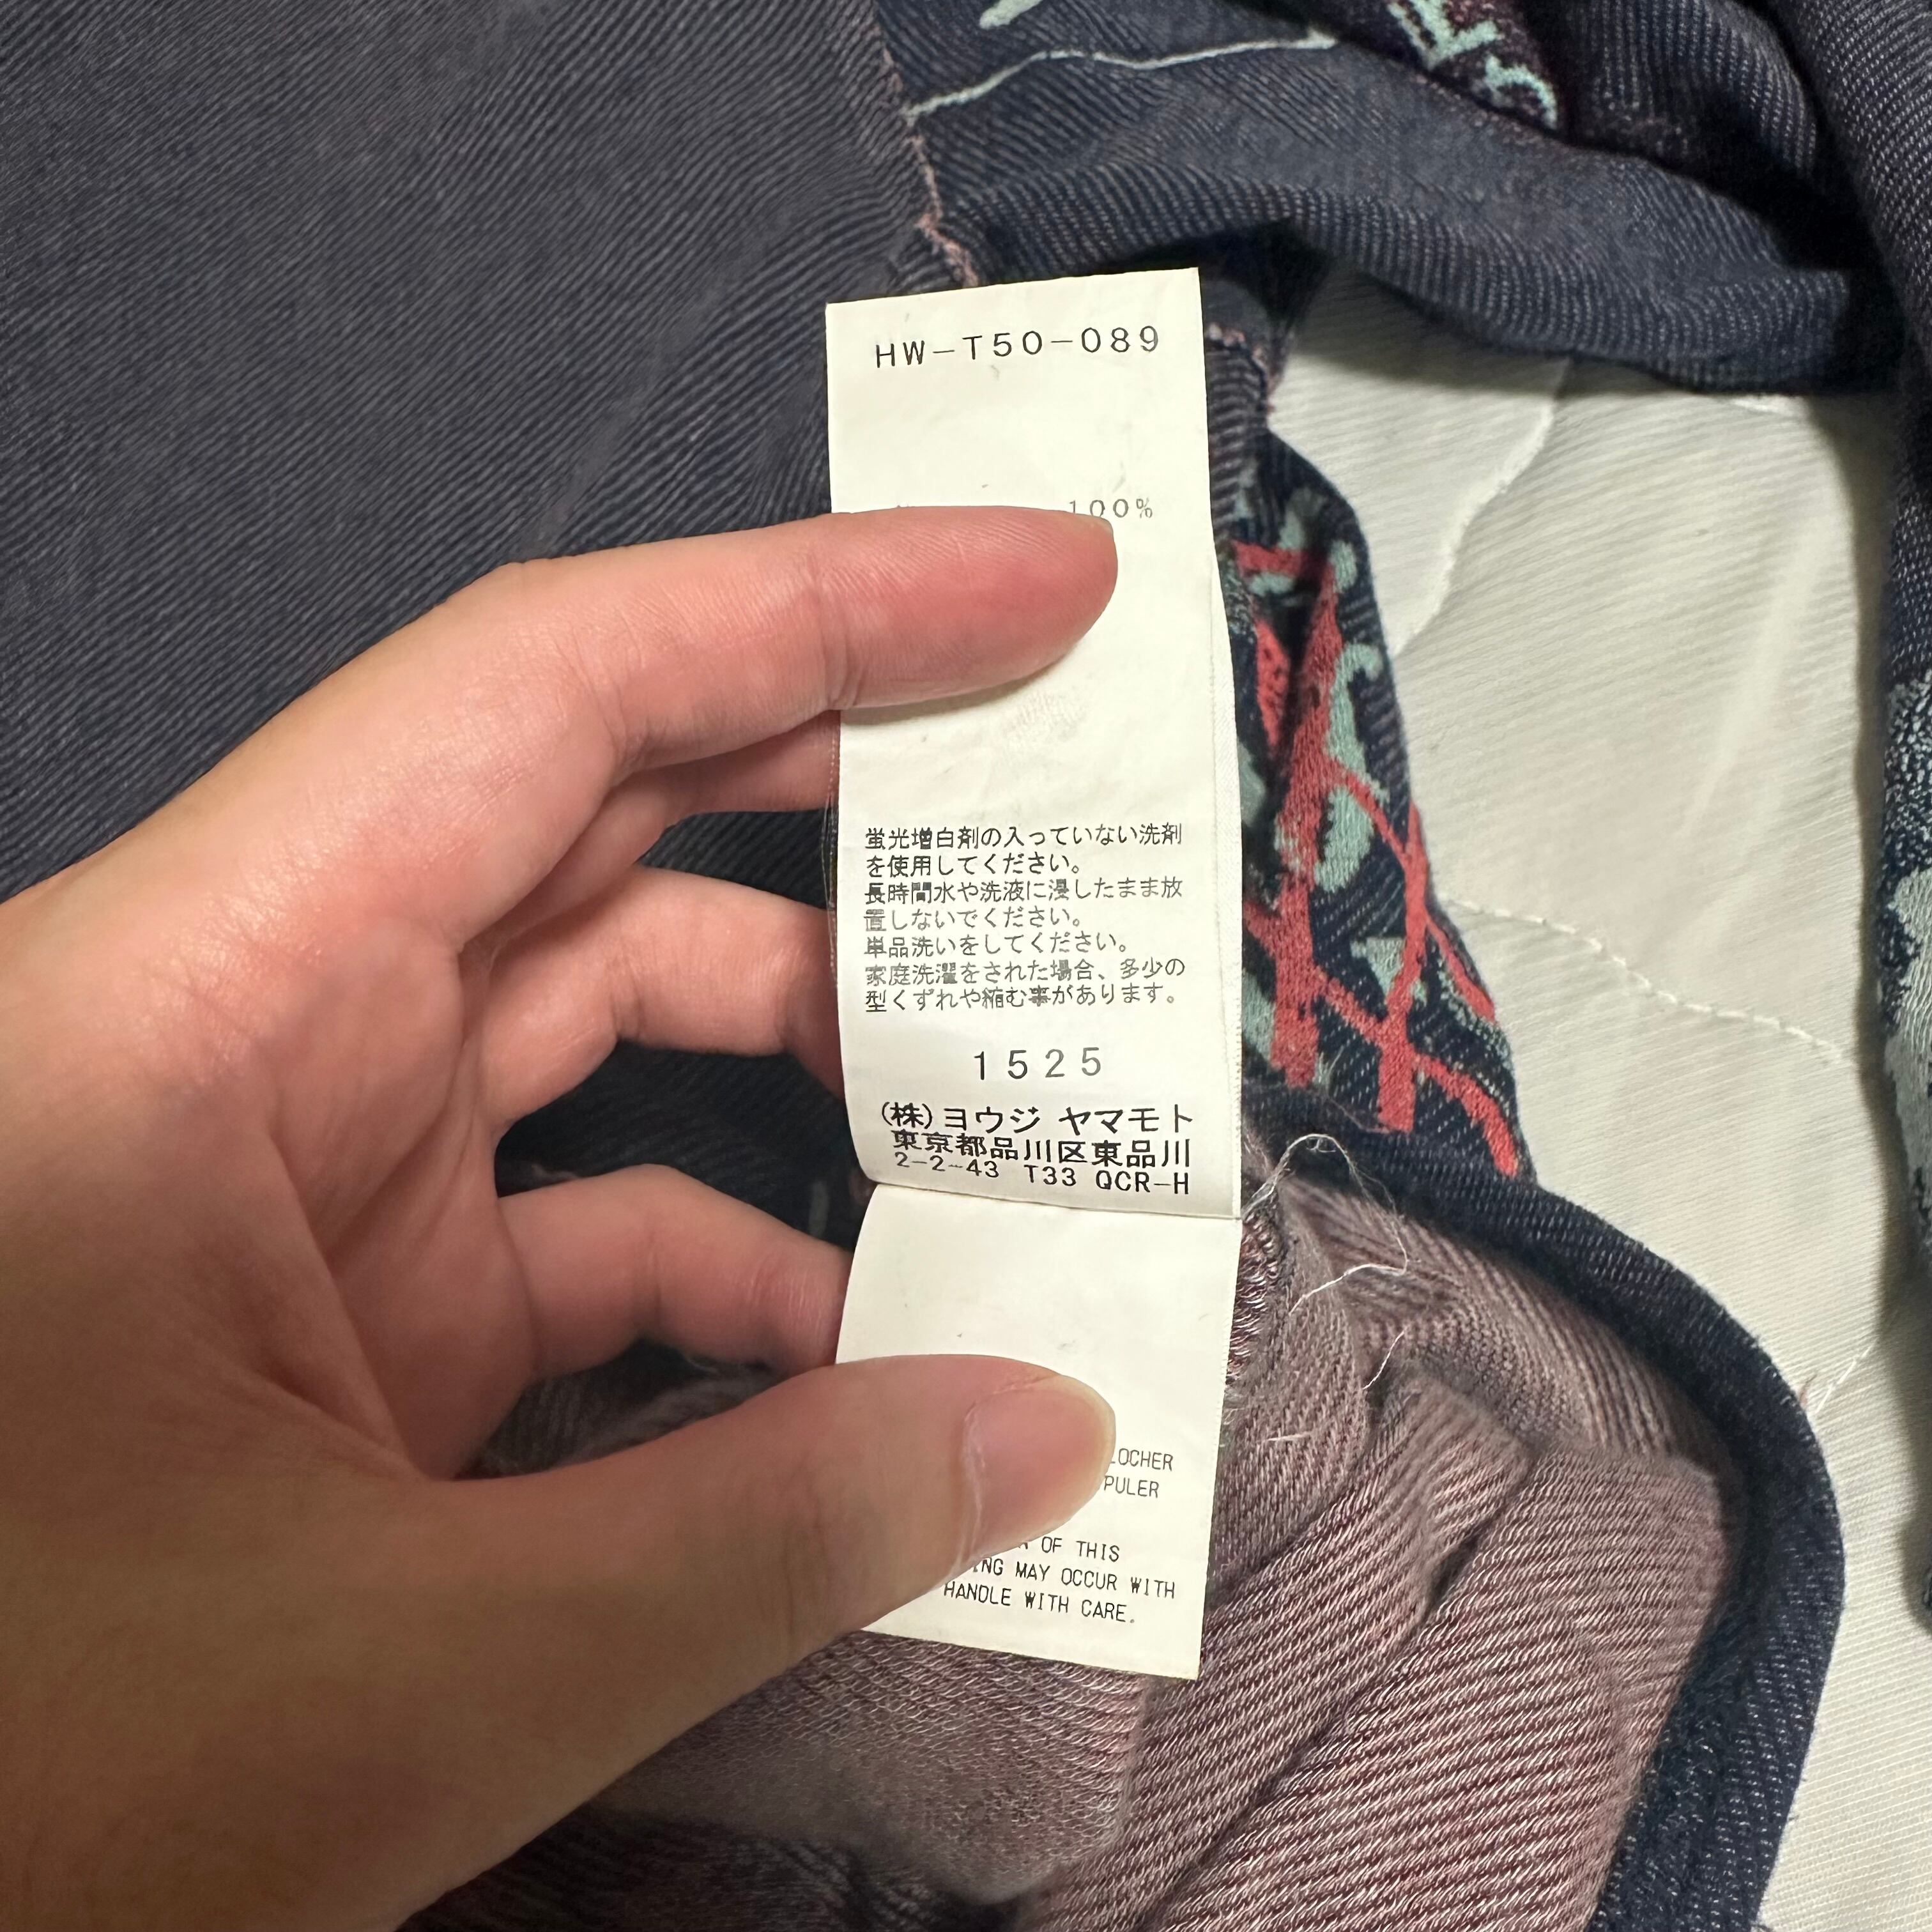 HW-T50-089
100%
蛍光増白剤の入っていない洗剤
を使用してください。
長時間水や洗液に浸したまま放
置しないでください。
単品洗いをしてください。
家庭洗濯をされた場合、多少の
型くずれや縮む事があります。
1525
(株)ヨウジ ヤマモト
東京都品川区東品川
2-2-43 T33 QCR-H
OF THIS
MAY OCCUR WITH
HANDLE WITH CARE.